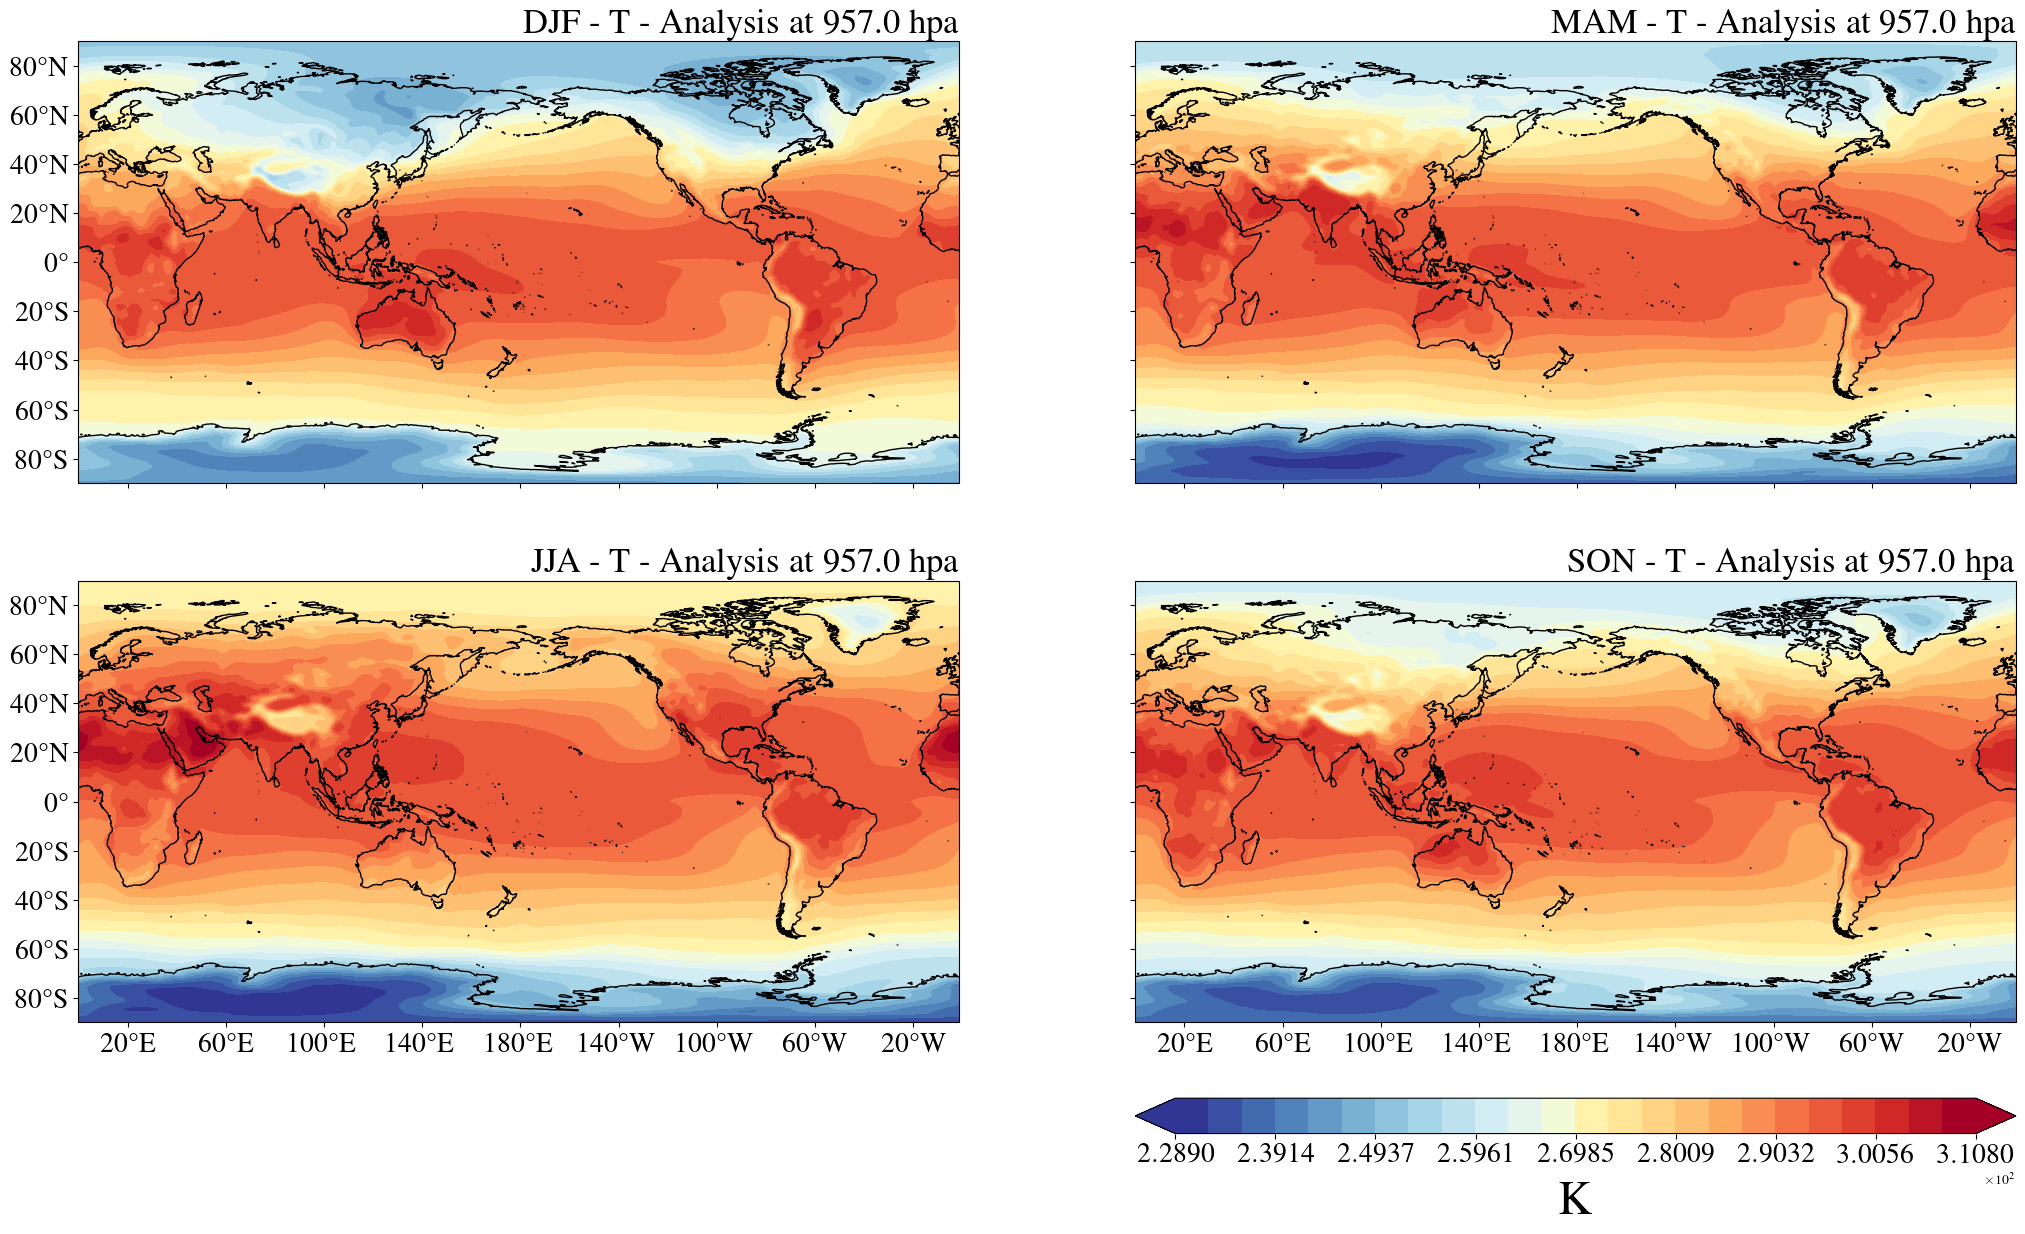 DJF - T - Analysis at 957.0 hpa
MAM - T - Analysis at 957.0 hpa
80°N
60°N
40°N
20°N
0°
20°S
40°S
60°S
80°S
JJA - T - Analysis at 957.0 hpa
SON - T - Analysis at 957.0 hpa
80°N
60°N
40°N
20°N
0°
20°S
40°S
60°S
80°S
20°E 60°E 100°E 140°E 180°E 140°W 100°W 60°W 20°W
20°E 60°E 100°E 140°E 180°E 140°W 100°W 60°W 20°W
2.2890 2.3914 2.4937 2.5961 2.6985 2.8009 2.9032 3.0056 3.1080
×10²
K